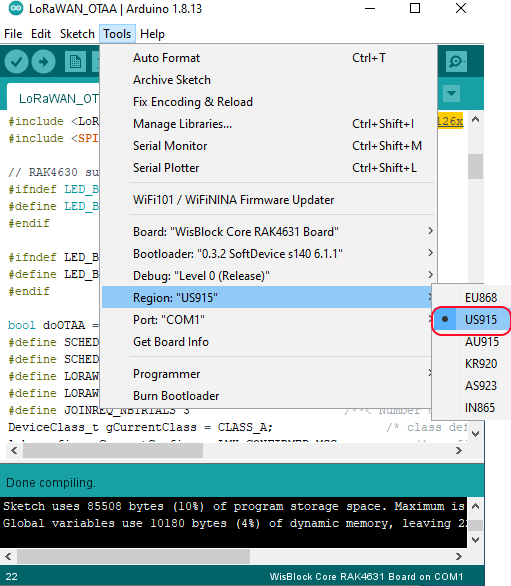 LoRaWAN_OTAA | Arduino 1.8.13
File Edit Sketch Tools Help
Auto Format Ctrl+T
Archive Sketch
Fix Encoding & Reload
Manage Libraries... Ctrl+Shift+I
Serial Monitor Ctrl+Shift+M
Serial Plotter Ctrl+Shift+L
WiFi101 / WiFiNINA Firmware Updater
Board: "WisBlock Core RAK4631 Board"
Bootloader: "0.3.2 SoftDevice s140 6.1.1"
Debug: "Level 0 (Release)"
Region: "US915"
Port: "COM1"
Get Board Info
Programmer
Burn Bootloader
EU868
US915
AU915
KR920
AS923
IN865
LoRaWAN_OT
#include <LoR 126x
#include <SPI
// RAK4630 su
#ifndef LED_B
#define LED_B
#endif
#ifndef LED_B
#define LED_B
#endif
bool doOTAA =
#define SCHED
#define SCHED
#define LORAW
#define LORAW
#define JOINREQ_NBTRIALS 3 /**< Number
DeviceClass_t gCurrentClass = CLASS_A; /* class def
Done compiling.
Sketch uses 85508 bytes (10%) of program storage space. Maximum is
Global variables use 10180 bytes (4%) of dynamic memory, leaving 22
22 WisBlock Core RAK4631 Board on COM1